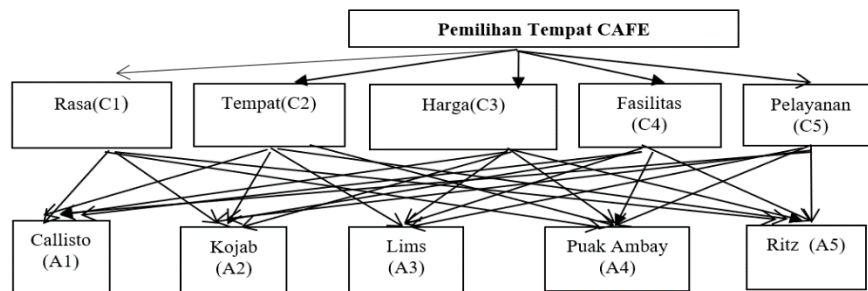 Pemilihan Tempat CAFE
Rasa(C1)
Tempat(C2)
Harga(C3)
Fasilitas
(C4)
Pelayanan
(C5)
Callisto
(A1)
Kojab
(A2)
Lims
(A3)
Puak Ambay
(A4)
Ritz (A5)